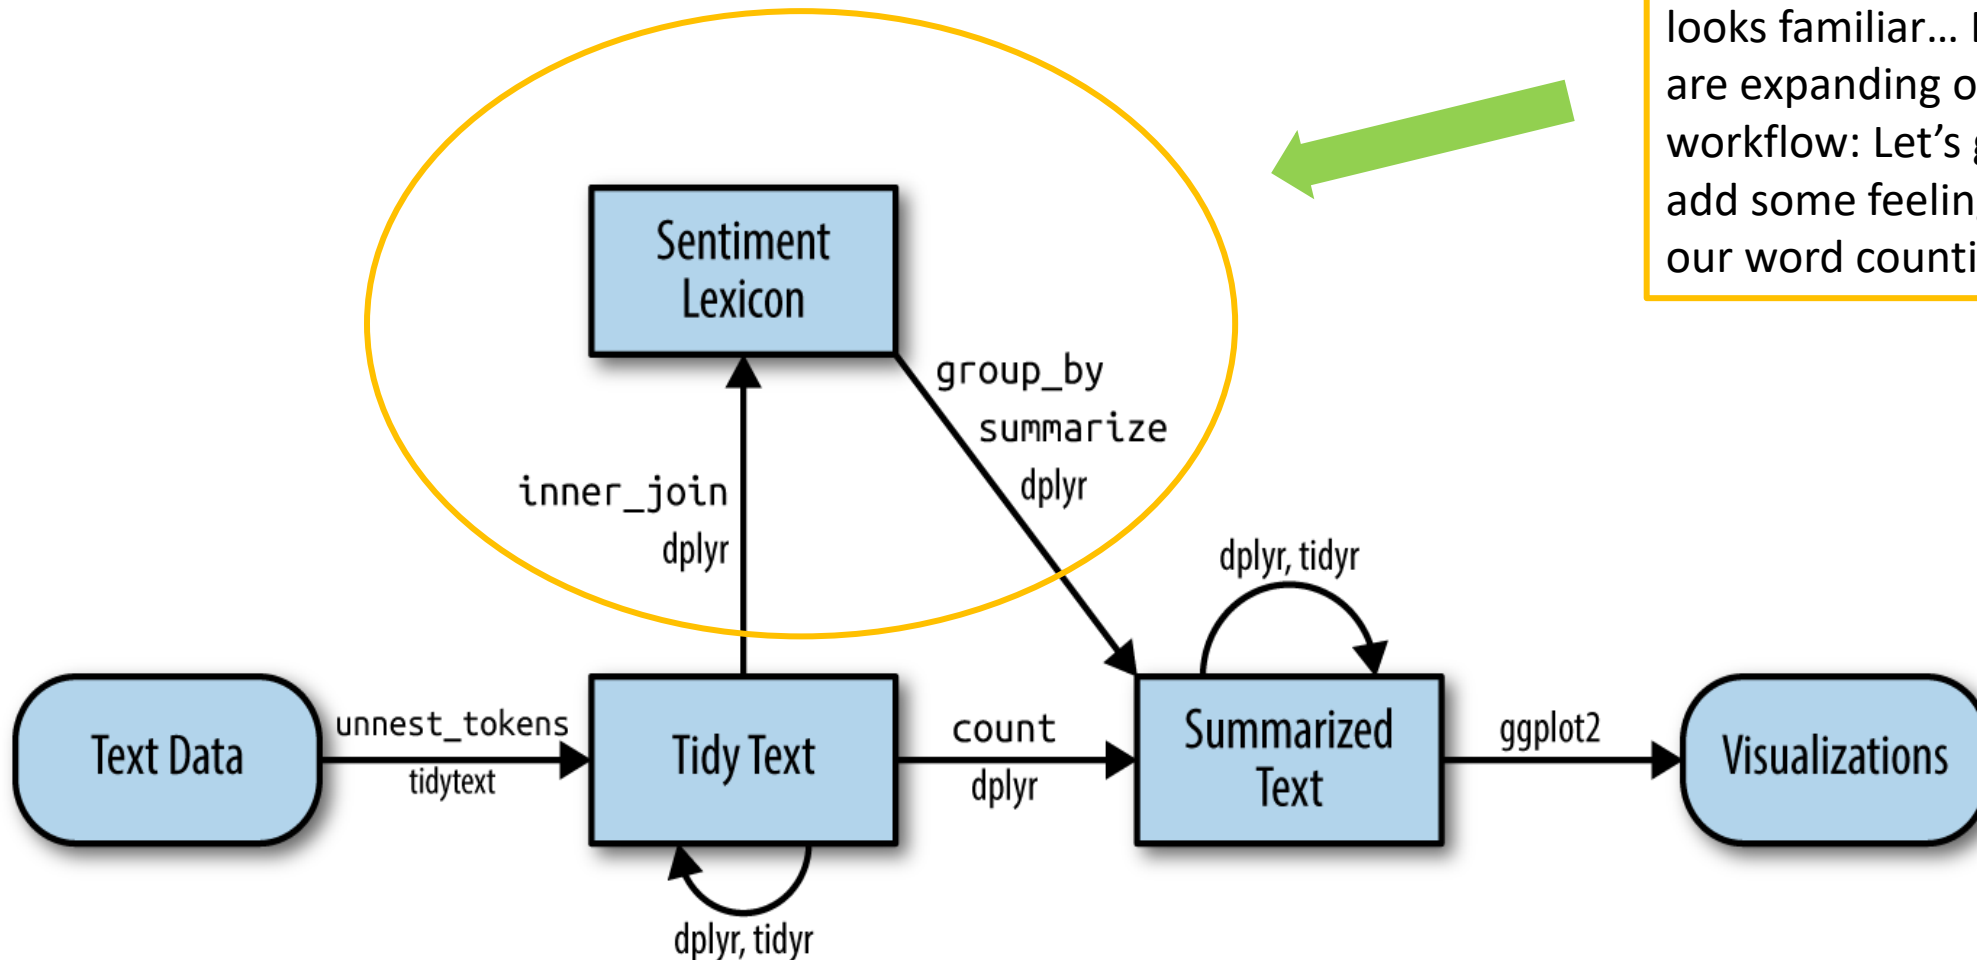 looks familiar…
are expanding
workflow: Let’s
add some
our word
Sentiment
Lexicon
group_by
summarize
dplyr
inner_join
dplyr
dplyr, tidyr
Text Data
unnest_tokens
tidytext
Tidy Text
count
dplyr
Summarized
Text
ggplot2
Visualizations
dplyr, tidyr